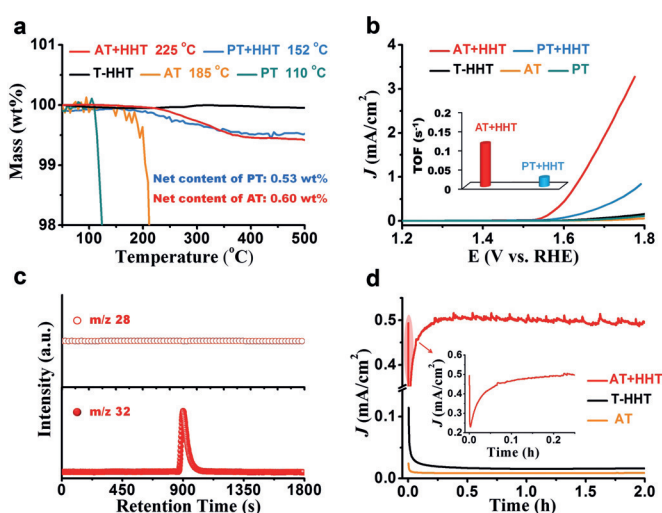 a
101
100
99
98
Mass (wt%)
AT+HHT 225 °C
PT+HHT 152 °C
T-HHT
AT 185 °C
PT 110 °C
Net content of PT: 0.53 wt%
Net content of AT: 0.60 wt%
100 200 300 400 500
Temperature (°C)
b
5
4
3
2
1
0
J (mA/cm²)
AT+HHT
PT+HHT
T-HHT
AT
PT
0.20
0.15
0.10
0.05
0
TOF (s⁻¹)
AT+HHT
PT+HHT
1.2 1.4 1.6 1.8
E (V vs. RHE)
c
m/z 28
m/z 32
Intensity (a.u.)
0 450 900 1350 1800
Retention Time (s)
d
0.5
0.4
0.1
0.0
J (mA/cm²)
J (mA/cm²)
0.5
0.4
0.3
0.2
0.0 0.1 0.2
Time (h)
AT+HHT
T-HHT
AT
0.0 0.5 1.0 1.5 2.0
Time (h)